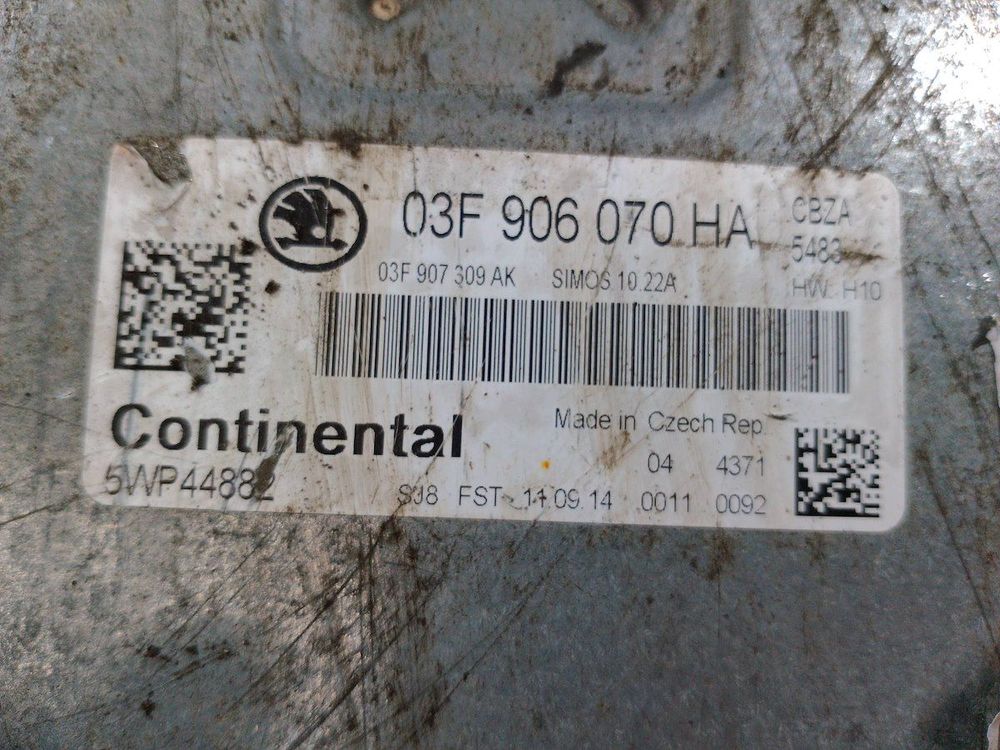 03F 906 070 HA
CBZA
5483
HW: H10
03F 907 309 AK SIMOS 10.22A
Continental
Made in Czech Rep.
5WP44882
04 4371
SJ8 FST 11.09.14 0011 0092